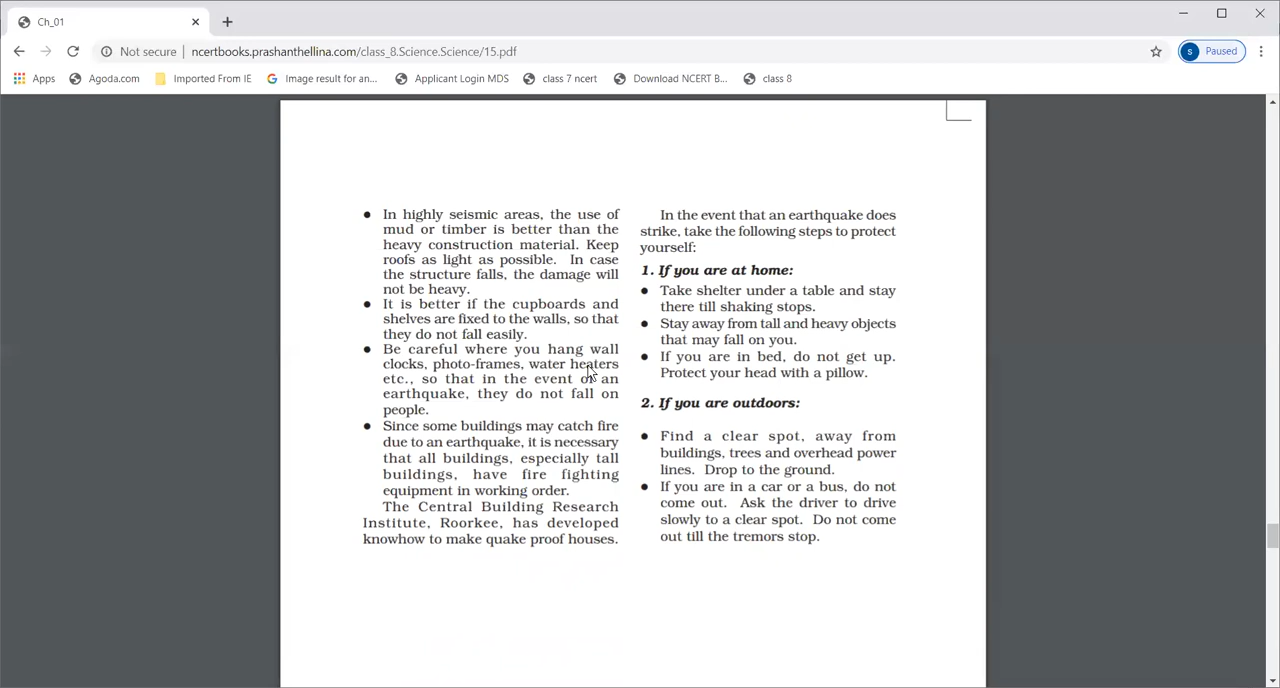 Ch_01
Not secure | ncertbooks.prashanthellina.com/class_8.Science.Science/15.pdf
s Paused
Apps Agoda.com Imported From IE Image result for an... Applicant Login MDS class 7 ncert Download NCERT B... class 8
● In highly seismic areas, the use of
mud or timber is better than the
heavy construction material. Keep
roofs as light as possible. In case
the structure falls, the damage will
not be heavy.
● It is better if the cupboards and
shelves are fixed to the walls, so that
they do not fall easily.
● Be careful where you hang wall
clocks, photo-frames, water heaters
etc., so that in the event of an
earthquake, they do not fall on
people.
● Since some buildings may catch fire
due to an earthquake, it is necessary
that all buildings, especially tall
buildings, have fire fighting
equipment in working order.
The Central Building Research
Institute, Roorkee, has developed
knowhow to make quake proof houses.
In the event that an earthquake does
strike, take the following steps to protect
yourself:
1. If you are at home:
● Take shelter under a table and stay
there till shaking stops.
● Stay away from tall and heavy objects
that may fall on you.
● If you are in bed, do not get up.
Protect your head with a pillow.
2. If you are outdoors:
● Find a clear spot, away from
buildings, trees and overhead power
lines. Drop to the ground.
● If you are in a car or a bus, do not
come out. Ask the driver to drive
slowly to a clear spot. Do not come
out till the tremors stop.